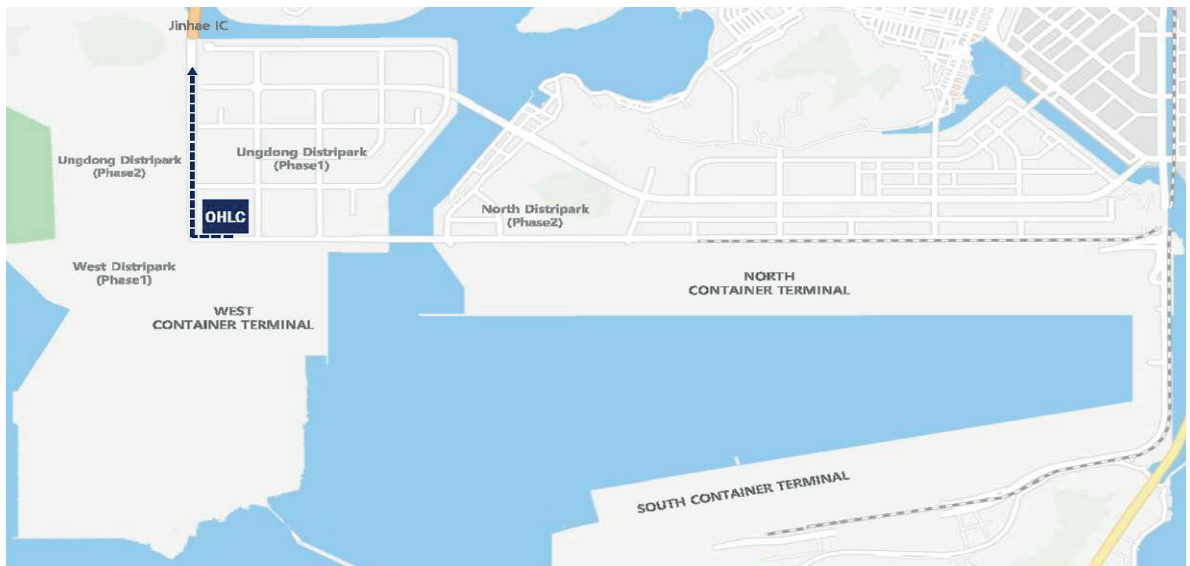 Jinhae IC
Ungdong Distripark
(Phase2)
Ungdong Distripark
(Phase1)
OHLC
North Distripark
(Phase2)
West Distripark
(Phase1)
NORTH
CONTAINER TERMINAL
WEST
CONTAINER TERMINAL
SOUTH CONTAINER TERMINAL